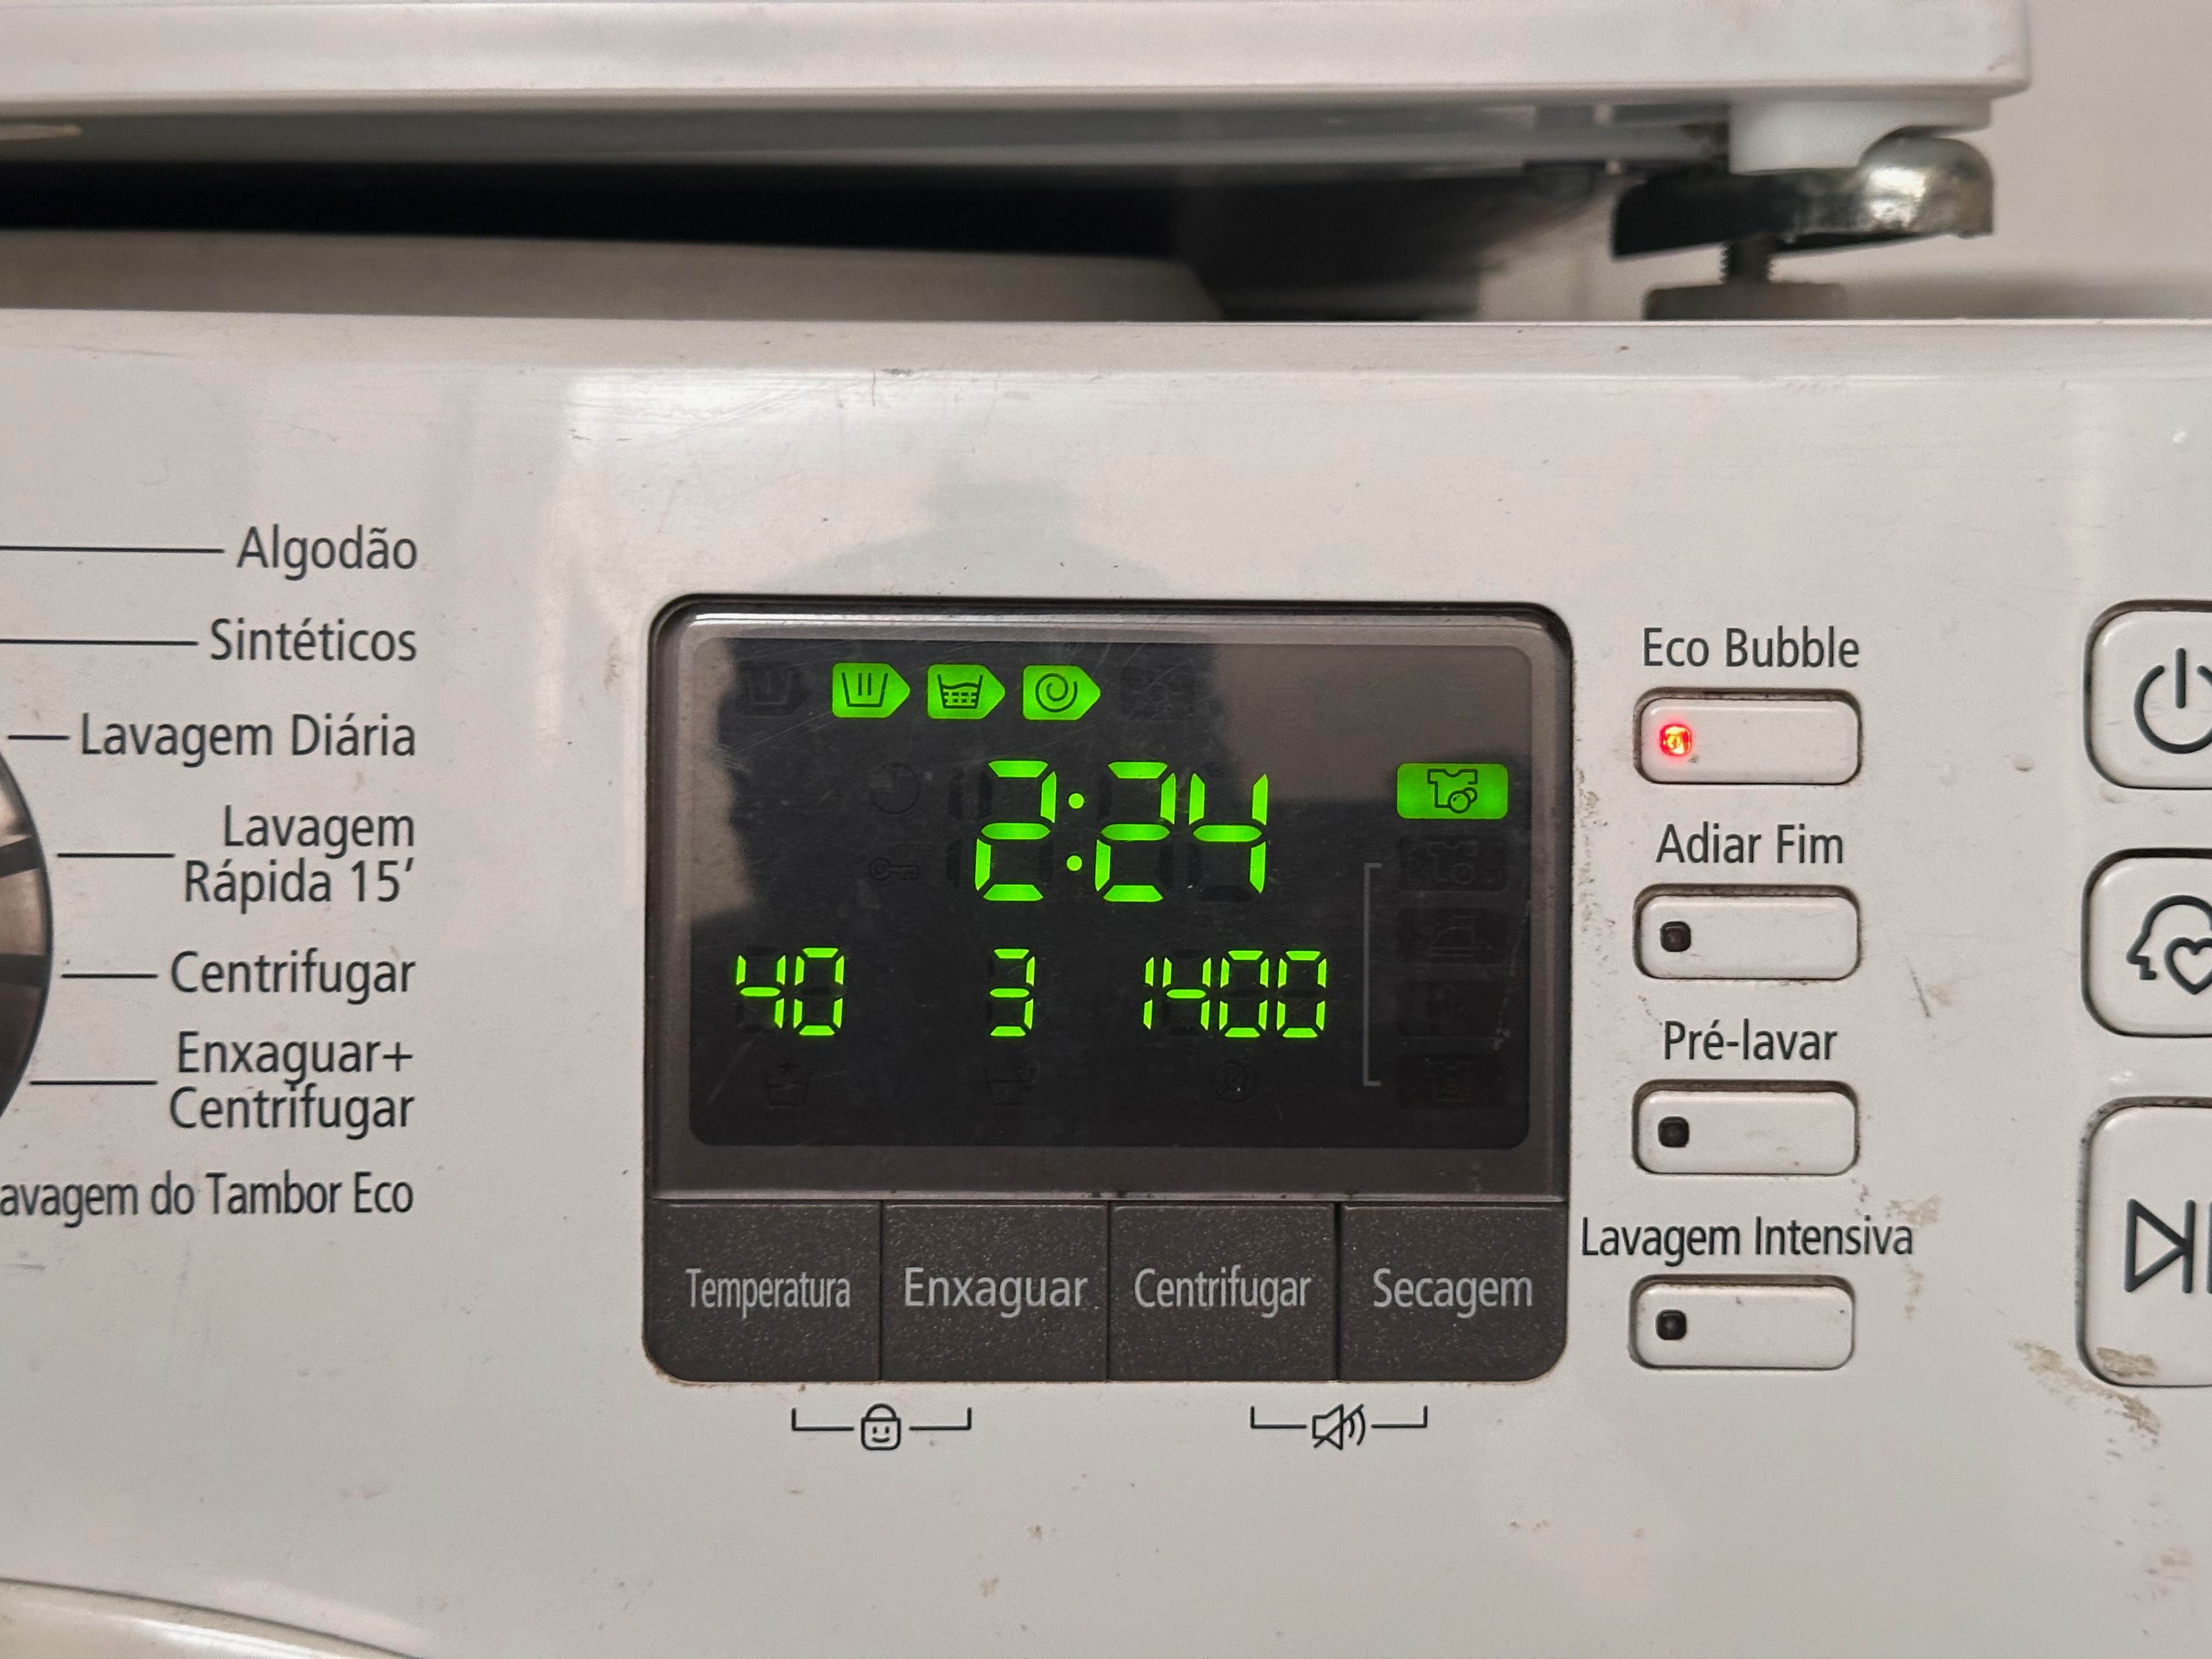 Algodão
Sintéticos
Lavagem Diária
Lavagem
Rápida 15’
Centrifugar
Enxaguar+
Centrifugar
avagem do Tambor Eco
2:24
40 3 1400
Temperatura Enxaguar Centrifugar Secagem
Eco Bubble
Adiar Fim
Pré-lavar
Lavagem Intensiva